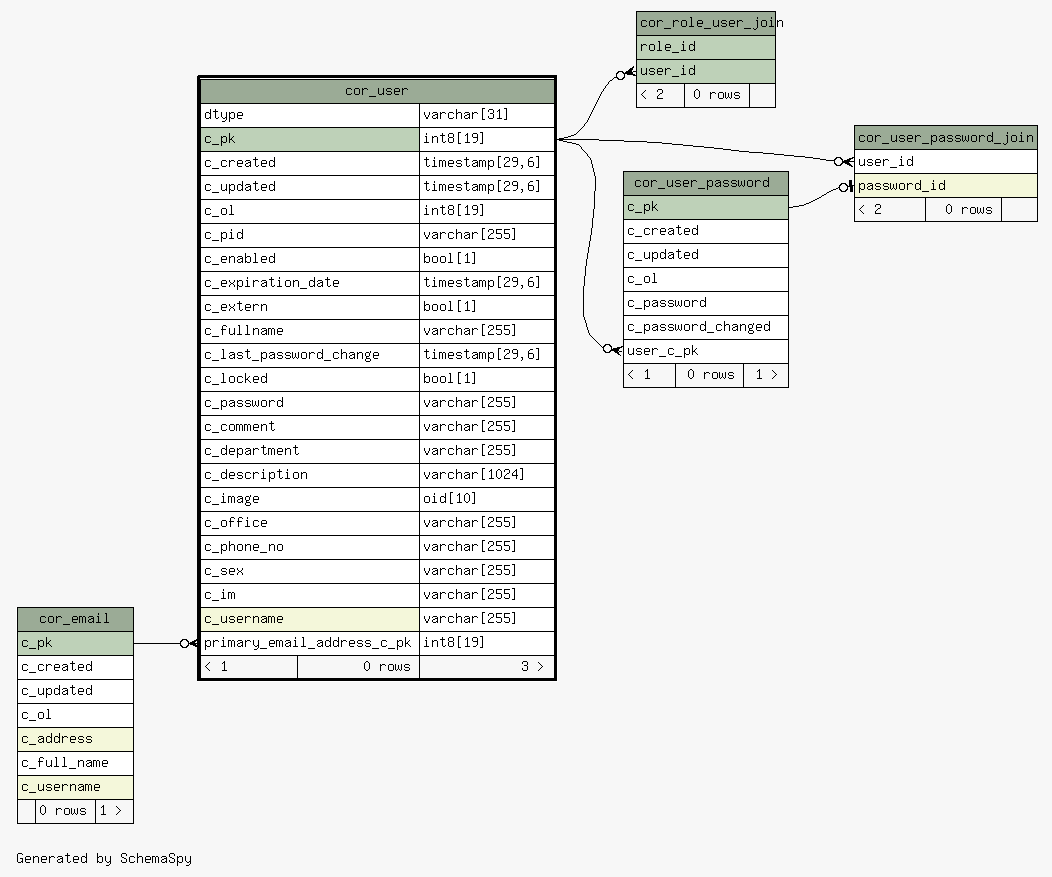 cor_role_user_join
role_id
user_id
< 2 0 rows
cor_user
dtype varchar[31]
c_pk int8[19]
c_created timestamp[29,6]
c_updated timestamp[29,6]
c_ol int8[19]
c_pid varchar[255]
c_enabled bool[1]
c_expiration_date timestamp[29,6]
c_extern bool[1]
c_fullname varchar[255]
c_last_password_change timestamp[29,6]
c_locked bool[1]
c_password varchar[255]
c_comment varchar[255]
c_department varchar[255]
c_description varchar[1024]
c_image oid[10]
c_office varchar[255]
c_phone_no varchar[255]
c_sex varchar[255]
c_im varchar[255]
c_username varchar[255]
primary_email_address_c_pk int8[19]
< 1 0 rows 3 >
cor_user_password_join
user_id
password_id
< 2 0 rows
cor_user_password
c_pk
c_created
c_updated
c_ol
c_password
c_password_changed
user_c_pk
< 1 0 rows 1 >
cor_email
c_pk
c_created
c_updated
c_ol
c_address
c_full_name
c_username
0 rows 1 >
Generated by SchemaSpy